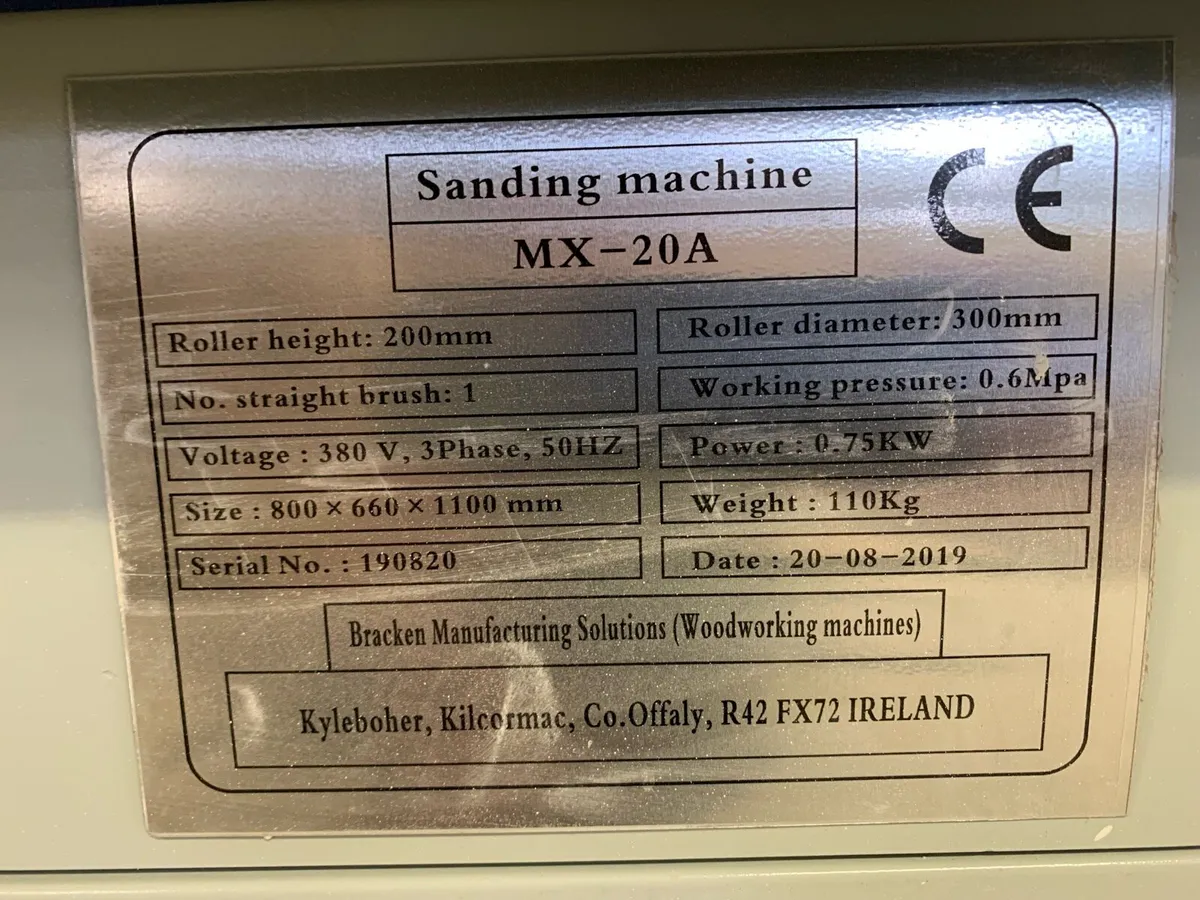 Sanding machine
CE
MX-20A
Roller height: 200mm
Roller diameter: 300mm
No. straight brush: 1
Working pressure: 0.6Mpa
Voltage : 380 V, 3Phase, 50HZ
Power : 0.75KW
Size : 800 × 660 × 1100 mm
Weight : 110Kg
Serial No. : 190820
Date : 20-08-2019
Bracken Manufacturing Solutions (Woodworking machines)
Kyleboher, Kilcormac, Co.Offaly, R42 FX72 IRELAND